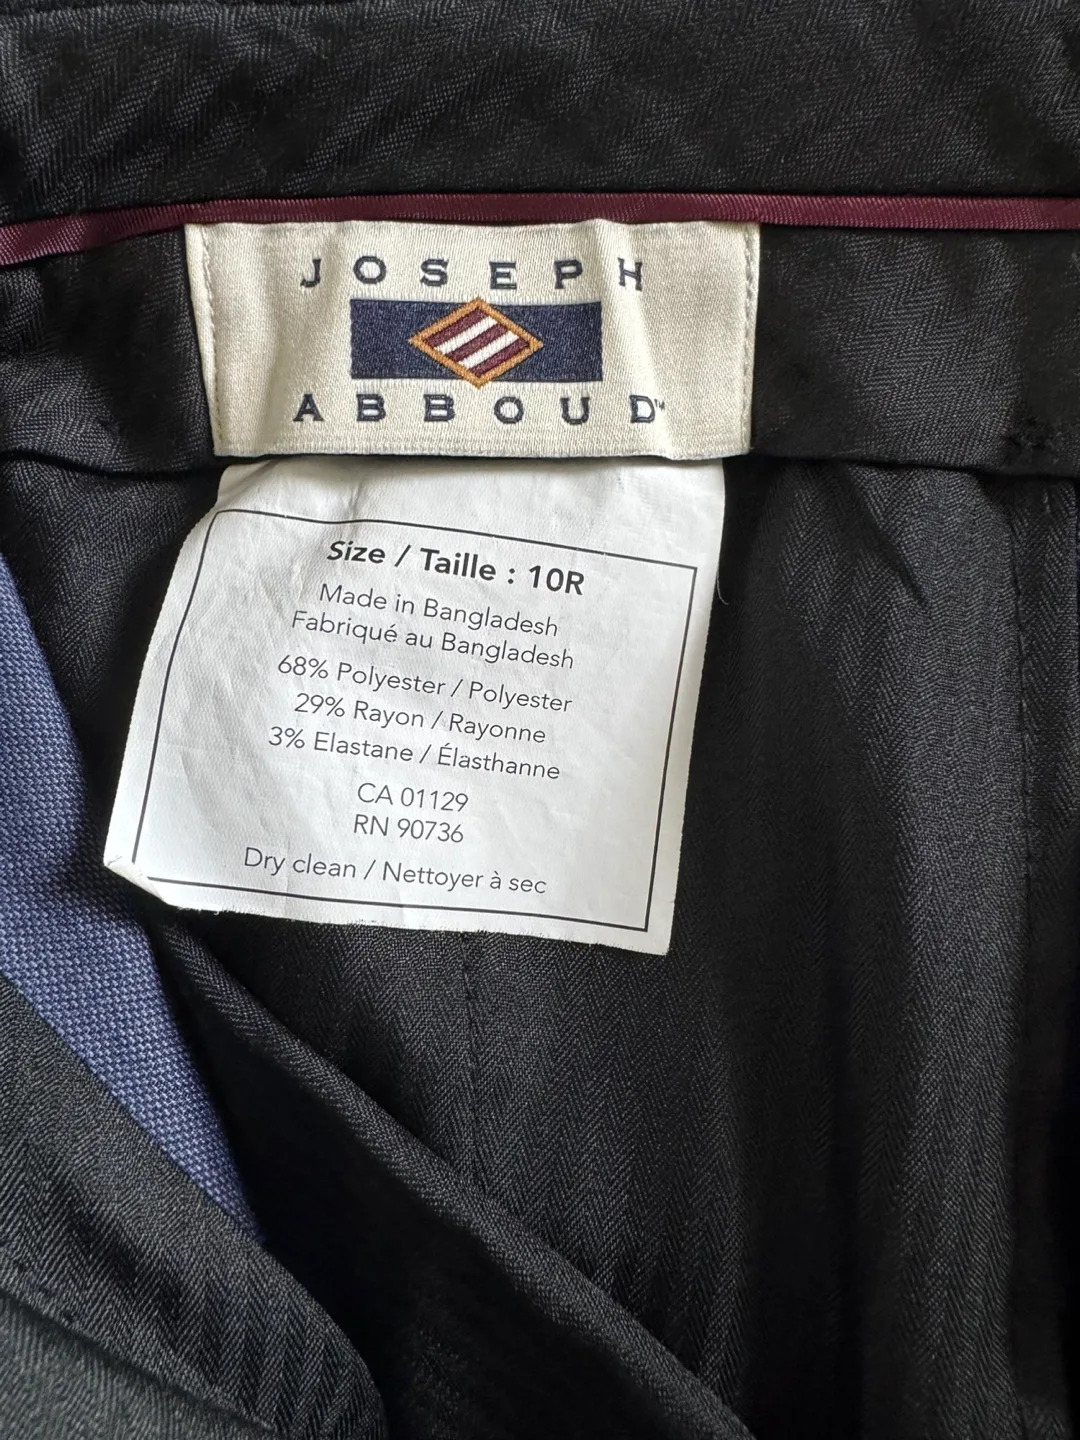 JOSEPH
ABBOUD™
Size / Taille : 10R
Made in Bangladesh
Fabriqué au Bangladesh
68% Polyester / Polyester
29% Rayon / Rayonne
3% Elastane / Élasthanne
CA 01129
RN 90736
Dry clean / Nettoyer à sec